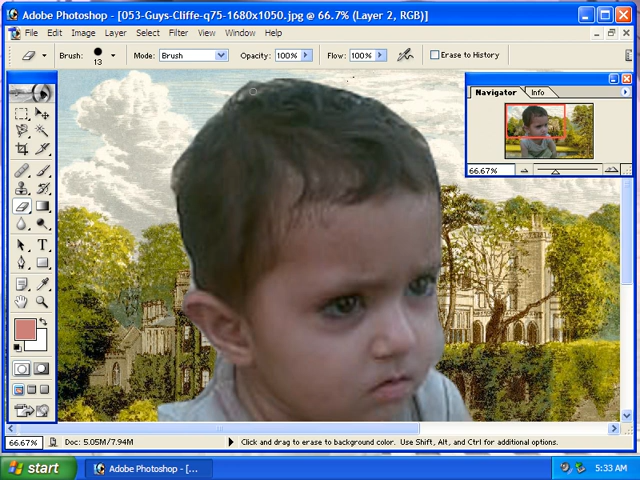 Adobe Photoshop - [053-Guys-Cliffe-q75-1680x1050.jpg @ 66.7% (Layer 2, RGB)]
File Edit Image Layer Select Filter View Window Help
Brush: 13 Mode: Brush Opacity: 100% Flow: 100% Erase to History
Navigator Info
66.67%
T
66.67% Doc: 5.05M/7.94M Click and drag to erase to background color. Use Shift, Alt, and Ctrl for additional options.
start Adobe Photoshop - [... 5:33 AM